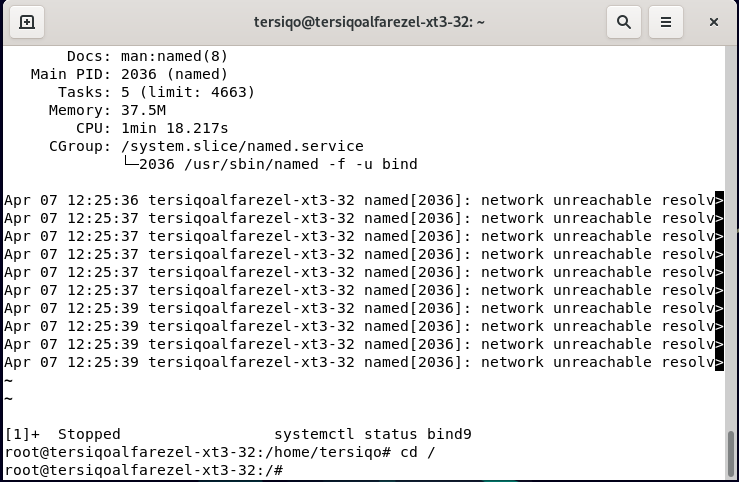 tersiqo@tersiqoalfarezel-xt3-32: ~
Docs: man:named(8)
Main PID: 2036 (named)
Tasks: 5 (limit: 4663)
Memory: 37.5M
CPU: 1min 18.217s
CGroup: /system.slice/named.service
└─2036 /usr/sbin/named -f -u bind
Apr 07 12:25:36 tersiqoalfarezel-xt3-32 named[2036]: network unreachable resolv>
Apr 07 12:25:37 tersiqoalfarezel-xt3-32 named[2036]: network unreachable resolv>
Apr 07 12:25:37 tersiqoalfarezel-xt3-32 named[2036]: network unreachable resolv>
Apr 07 12:25:37 tersiqoalfarezel-xt3-32 named[2036]: network unreachable resolv>
Apr 07 12:25:37 tersiqoalfarezel-xt3-32 named[2036]: network unreachable resolv>
Apr 07 12:25:37 tersiqoalfarezel-xt3-32 named[2036]: network unreachable resolv>
Apr 07 12:25:39 tersiqoalfarezel-xt3-32 named[2036]: network unreachable resolv>
Apr 07 12:25:39 tersiqoalfarezel-xt3-32 named[2036]: network unreachable resolv>
Apr 07 12:25:39 tersiqoalfarezel-xt3-32 named[2036]: network unreachable resolv>
Apr 07 12:25:39 tersiqoalfarezel-xt3-32 named[2036]: network unreachable resolv>
~
~
[1]+  Stopped                 systemctl status bind9
root@tersiqoalfarezel-xt3-32:/home/tersiqo# cd /
root@tersiqoalfarezel-xt3-32:/#